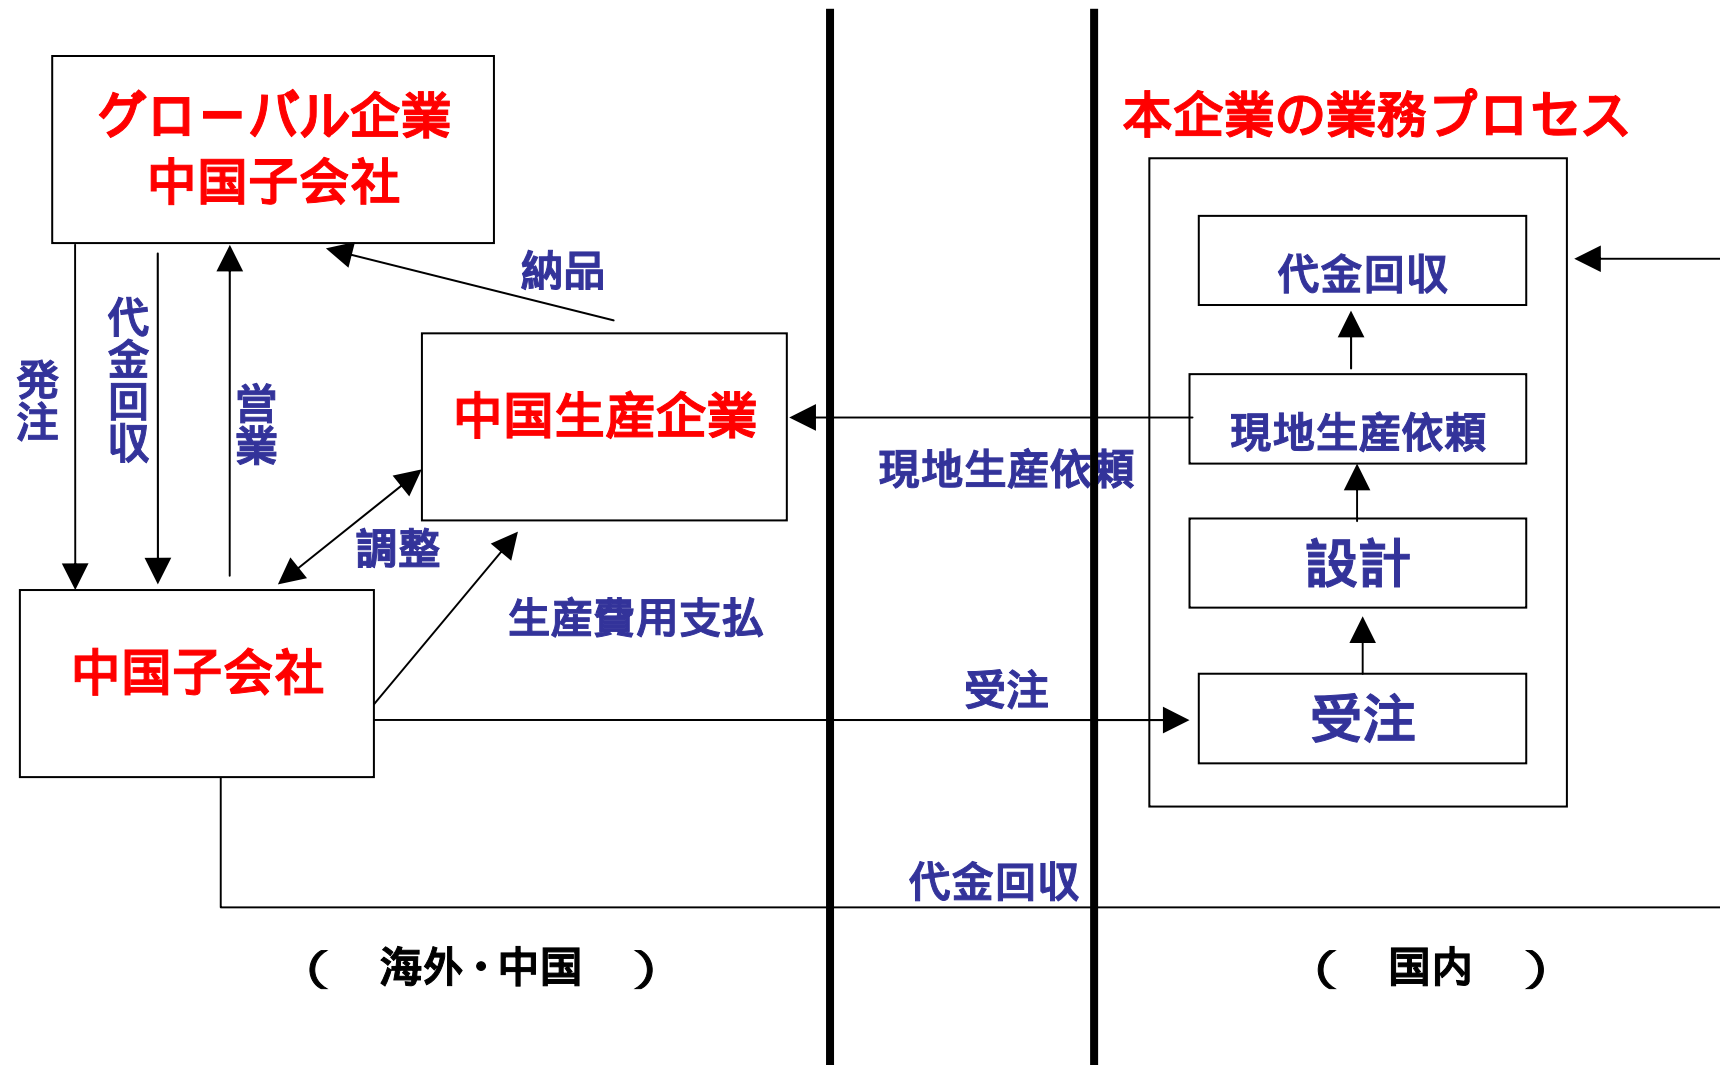 グローバル企業
中国子会社
納品
発注
代金回収
営業
中国生産企業
調整
生産費用支払
中国子会社
現地生産依頼
受注
代金回収
本企業の業務プロセス
代金回収
現地生産依頼
設計
受注
( 海外・中国 )
( 国内 )